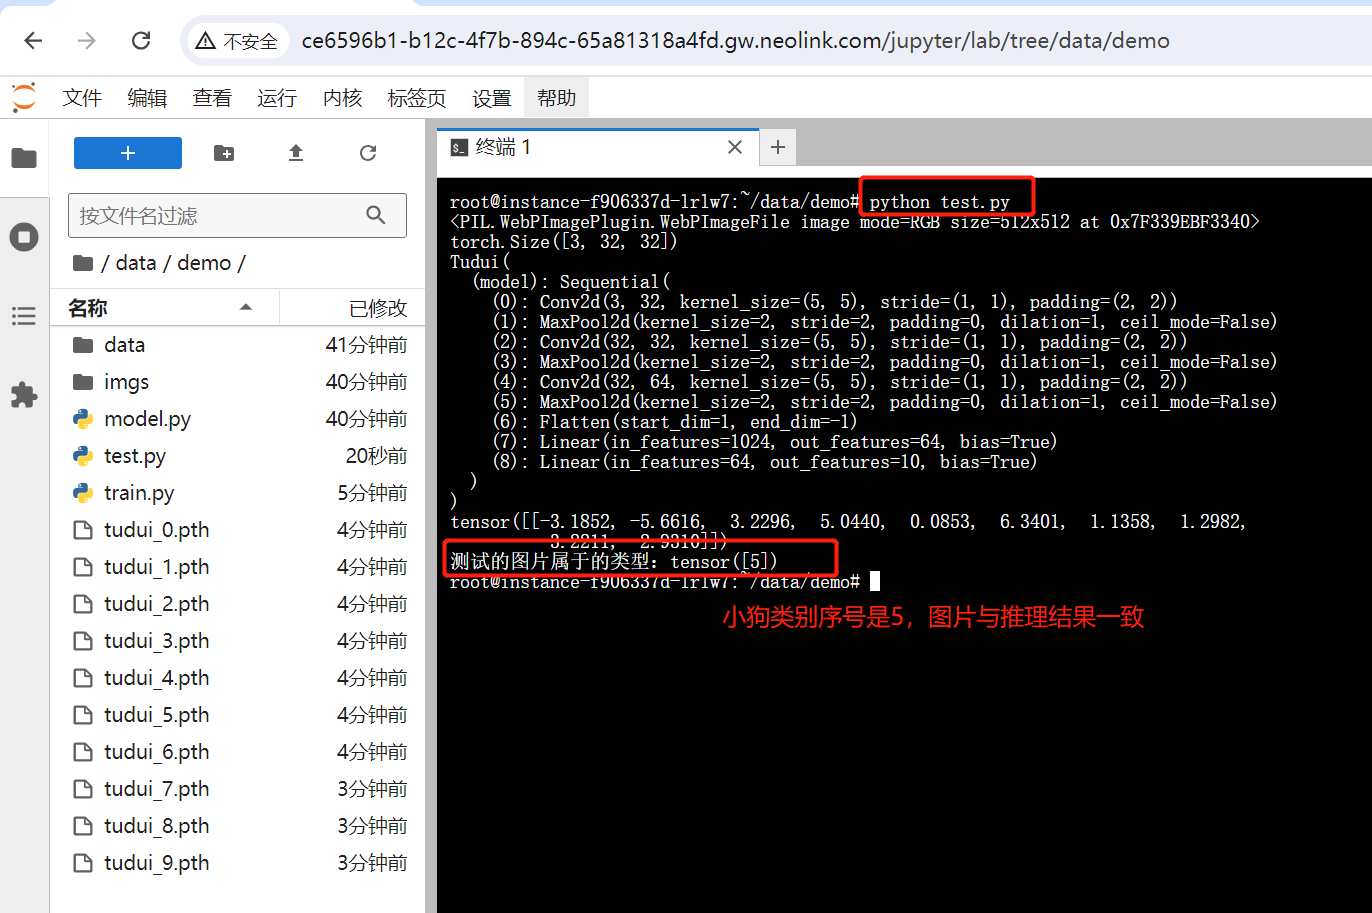 不安全 ce6596b1-b12c-4f7b-894c-65a81318a4fd.gw.neolink.com/jupyter/lab/tree/data/demo
文件 编辑 查看 运行 内核 标签页 设置 帮助
终端 1
按文件名过滤
/ data / demo /
名称 已修改
data 41分钟前
imgs 40分钟前
model.py 40分钟前
test.py 20秒前
train.py 5分钟前
tudui_0.pth 4分钟前
tudui_1.pth 4分钟前
tudui_2.pth 4分钟前
tudui_3.pth 4分钟前
tudui_4.pth 4分钟前
tudui_5.pth 4分钟前
tudui_6.pth 4分钟前
tudui_7.pth 3分钟前
tudui_8.pth 3分钟前
tudui_9.pth 3分钟前
root@instance-f906337d-lrlw7:~/data/demo# python test.py
<PIL.WebPImagePlugin.WebPImageFile image mode=RGB size=512x512 at 0x7F339EBF3340>
torch.Size([3, 32, 32])
Tudui(
(model): Sequential(
(0): Conv2d(3, 32, kernel_size=(5, 5), stride=(1, 1), padding=(2, 2))
(1): MaxPool2d(kernel_size=2, stride=2, padding=0, dilation=1, ceil_mode=False)
(2): Conv2d(32, 32, kernel_size=(5, 5), stride=(1, 1), padding=(2, 2))
(3): MaxPool2d(kernel_size=2, stride=2, padding=0, dilation=1, ceil_mode=False)
(4): Conv2d(32, 64, kernel_size=(5, 5), stride=(1, 1), padding=(2, 2))
(5): MaxPool2d(kernel_size=2, stride=2, padding=0, dilation=1, ceil_mode=False)
(6): Flatten(start_dim=1, end_dim=-1)
(7): Linear(in_features=1024, out_features=64, bias=True)
(8): Linear(in_features=64, out_features=10, bias=True)
)
)
tensor([[-3.1852, -5.6616, 3.2296, 5.0440, 0.0853, 6.3401, 1.1358, 1.2982,
3.2211, 2.9310]])
测试的图片属于的类型：tensor([5])
root@instance-f906337d-lrlw7:~/data/demo#
小狗类别序号是5，图片与推理结果一致